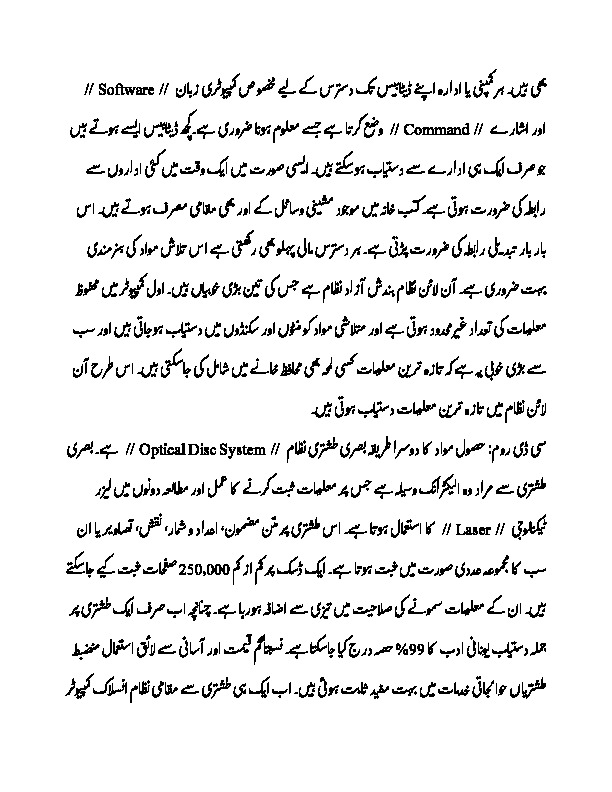 بھی ہیں۔ ہر کمپنی یا ادارہ اپنے ڈیٹابیس تک دسترس کے لیے مخصوص کمپیوٹری زبان // Software //
اور اشارے // Command // وضع کرتا ہے جسے معلوم ہونا ضروری ہے۔ کچھ ڈیٹابیس ایسے ہوتے ہیں
جو صرف ایک ہی ادارے سے دستیاب ہوسکتے ہیں۔ ایسی صورت میں ایک وقت میں کئی اداروں سے
رابطہ کی ضرورت ہوتی ہے۔ کتب خانہ میں موجود مشینی وسائل کے اور بھی مقامی مصرف ہوتے ہیں۔ اس
بار بار تبدیلی رابطہ کی ضرورت پڑتی ہے۔ ہر دسترس مالی پہلو بھی رکھتی ہے اس تلاش مواد کی ہنرمندی
بہت ضروری ہے۔ آن لائن نظام بندش آزاد نظام ہے جس کی تین بڑی خوبیاں ہیں۔ اول کمپیوٹر میں محفوظ
معلومات کی تعداد غیر محدود ہوتی ہے اور متلاشی مواد کو منٹوں اور سکنڈوں میں دستیاب ہوجاتی ہیں اور سب
سے بڑی خوبی یہ ہے کہ تازہ ترین معلومات کسی لمحہ بھی محافظ خانے میں شامل کی جاسکتی ہیں۔ اس طرح آن
لائن نظام میں تازہ ترین معلومات دستیاب ہوتی ہیں۔
سی ڈی روم: حصول مواد کا دوسرا طریقہ بصری طشتری نظام // Optical Disc System // ہے۔ بصری
طشتری سے مراد وہ الیکٹرانک وسیلہ ہے جس پر معلومات ثبت کرنے کا عمل اور مطالعہ دونوں میں لیزر
ٹیکنالوجی // Laser // کا استعمال ہوتا ہے۔ اس طشتری پر متن مضمون، اعداد و شمار، نقش، تصاویر یا ان
سب کا مجموعہ عددی صورت میں ثبت ہوتا ہے۔ ایک ڈسک پر کم از کم 250,000 صفحات ثبت کیے جاسکتے
ہیں۔ ان کے معلومات سمونے کی صلاحیت میں تیزی سے اضافہ ہورہا ہے۔ چنانچہ اب صرف ایک طشتری پر
جملہ دستیاب یونانی ادب کا 99% حصہ درج کیا جاسکتا ہے۔ نسبتاً کم قیمت اور آسانی سے لائق استعمال منضبط
طشتریاں حوالجاتی خدمات میں بہت مفید ثابت ہوئی ہیں۔ اب ایک ہی طشتری سے مقامی نظام انسلاک کمپیوٹر